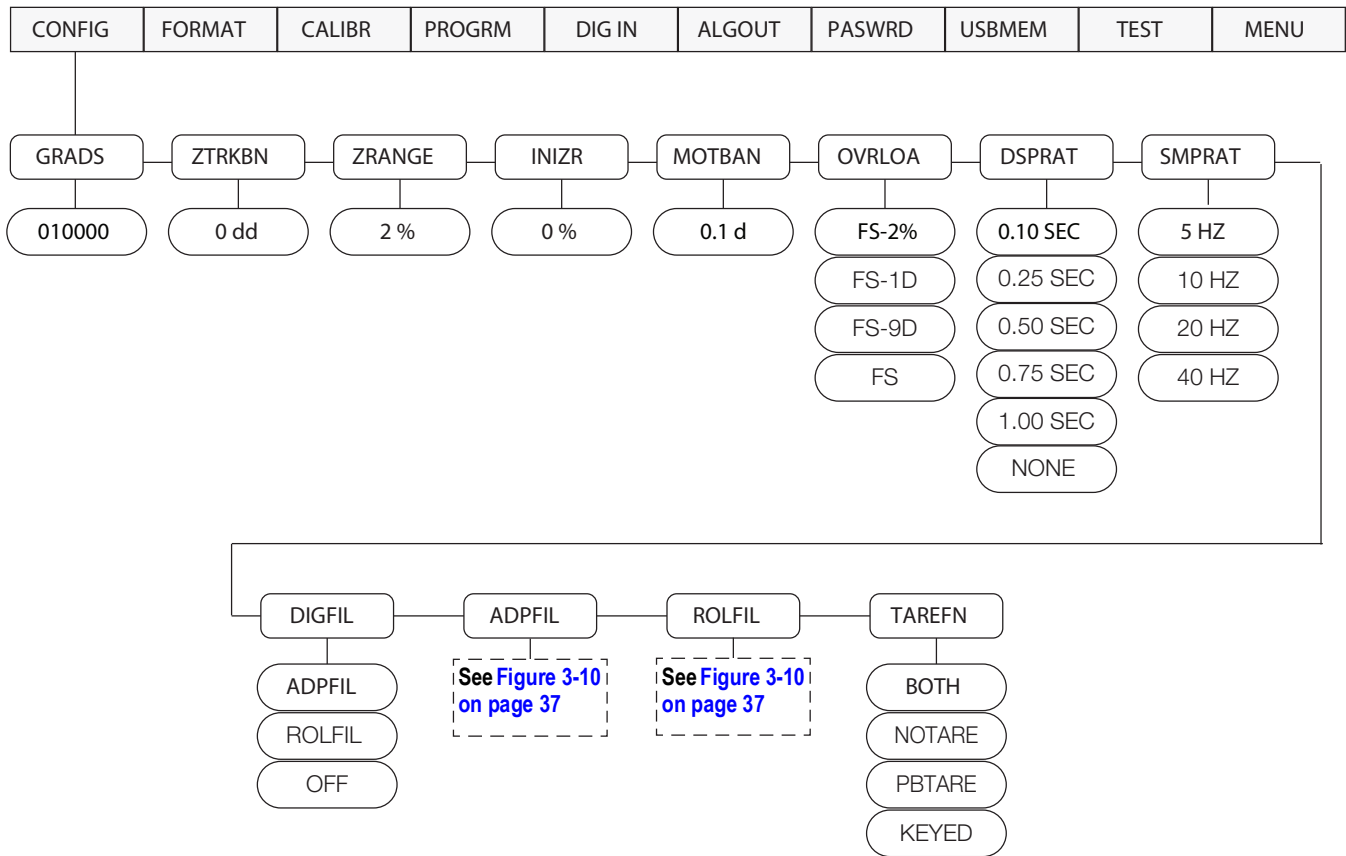 CONFIG FORMAT CALIBR PROGRM DIG IN ALGOUT PASWRD USBMEM TEST MENU
GRADS ZTRKBN ZRANGE INIZR MOTBAN OVRLOA DSPRAT SMPRAT
010000 0 dd 2 % 0 % 0.1 d FS-2% 0.10 SEC 5 HZ
FS-1D 0.25 SEC 10 HZ
FS-9D 0.50 SEC 20 HZ
FS 0.75 SEC 40 HZ
1.00 SEC
NONE
DIGFIL ADPFIL ROLFIL TAREFN
ADPFIL See Figure 3-10 See Figure 3-10 BOTH
on page 37 on page 37
ROLFIL NOTARE
OFF PBTARE
KEYED